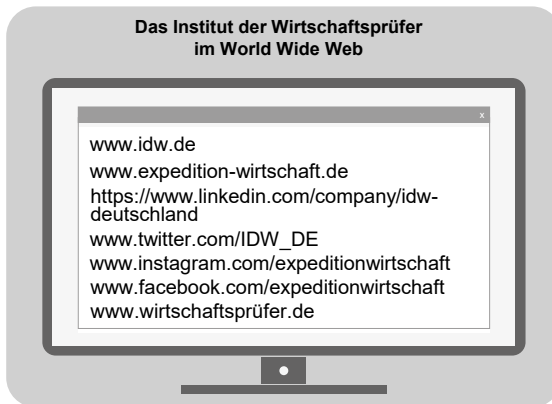 Das Institut der Wirtschaftsprüfer
im World Wide Web
x
www.idw.de
www.expedition-wirtschaft.de
https://www.linkedin.com/company/idw-
deutschland
www.twitter.com/IDW_DE
www.instagram.com/expeditionwirtschaft
www.facebook.com/expeditionwirtschaft
www.wirtschaftsprüfer.de